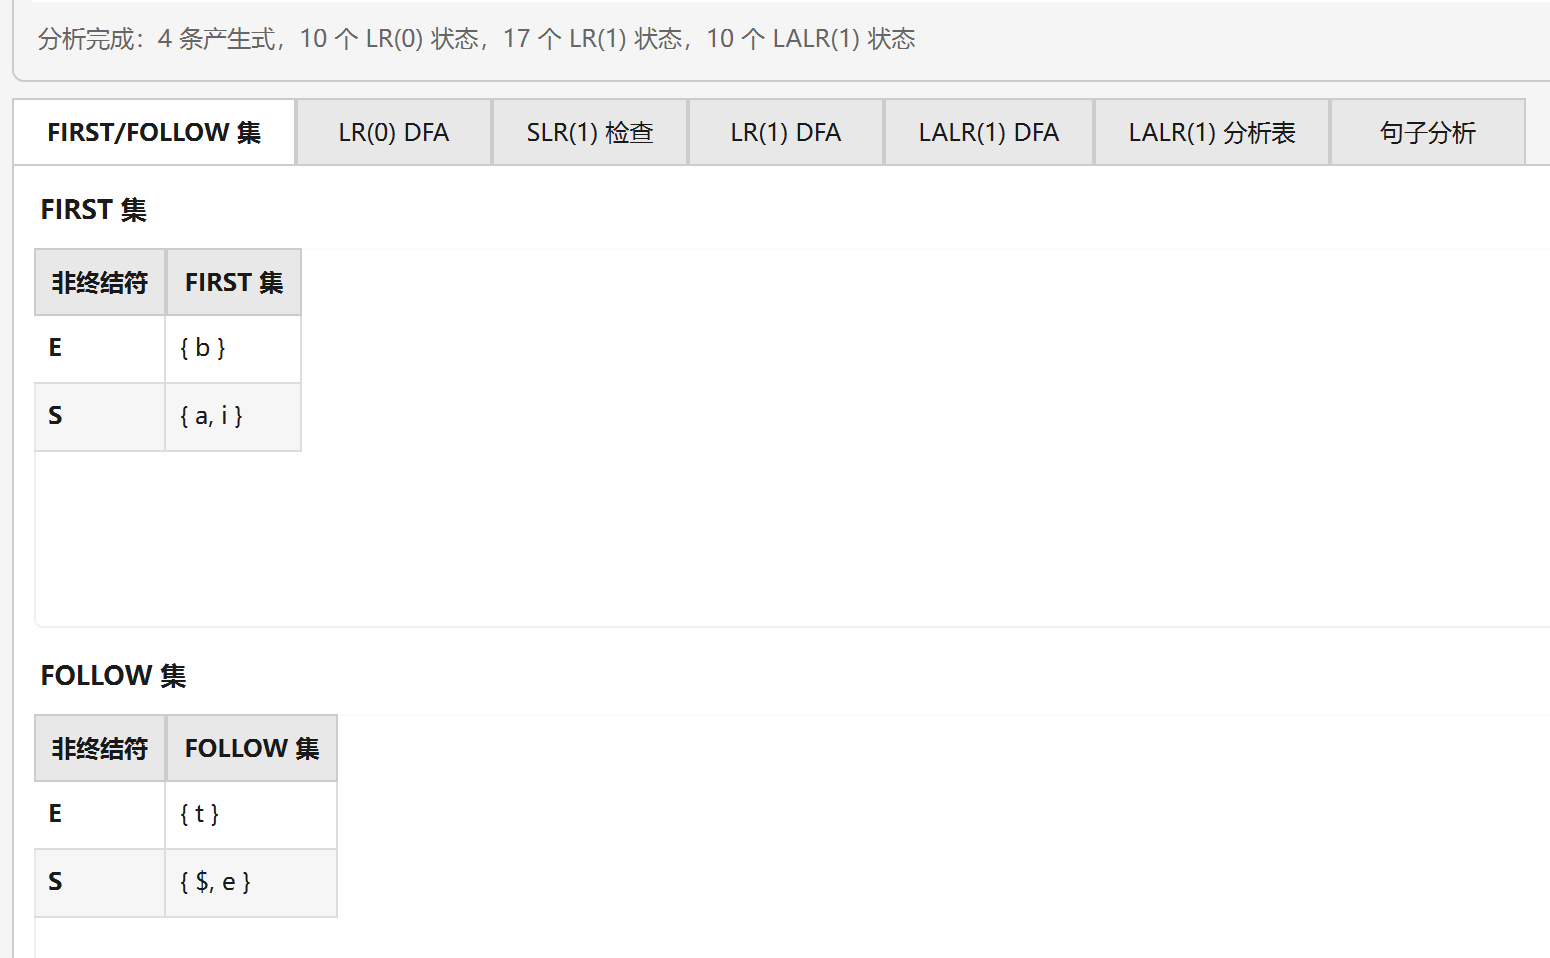 分析完成：4 条产生式，10 个 LR(0) 状态，17 个 LR(1) 状态，10 个 LALR(1) 状态
FIRST/FOLLOW 集 LR(0) DFA SLR(1) 检查 LR(1) DFA LALR(1) DFA LALR(1) 分析表 句子分析
FIRST 集
非终结符 FIRST 集
E { b }
S { a, i }
FOLLOW 集
非终结符 FOLLOW 集
E { t }
S { $, e }